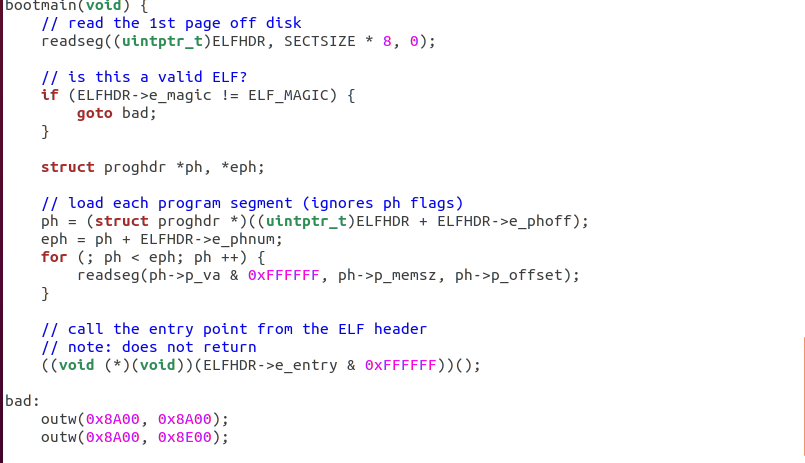 bootmain(void) {
    // read the 1st page off disk
    readseg((uintptr_t)ELFHDR, SECTSIZE * 8, 0);

    // is this a valid ELF?
    if (ELFHDR->e_magic != ELF_MAGIC) {
        goto bad;
    }

    struct proghdr *ph, *eph;

    // load each program segment (ignores ph flags)
    ph = (struct proghdr *)((uintptr_t)ELFHDR + ELFHDR->e_phoff);
    eph = ph + ELFHDR->e_phnum;
    for (; ph < eph; ph ++) {
        readseg(ph->p_va & 0xFFFFFF, ph->p_memsz, ph->p_offset);
    }

    // call the entry point from the ELF header
    // note: does not return
    ((void (*)(void))(ELFHDR->e_entry & 0xFFFFFF))();

bad:
    outw(0x8A00, 0x8A00);
    outw(0x8A00, 0x8E00);